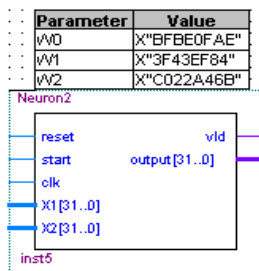 Parameter Value
W0 X"BFBE0FAE"
W1 X"3F43EF84"
W2 X"C022A46B"
Neuron2
reset vld
start output[31..0]
clk
X1[31..0]
X2[31..0]
inst5